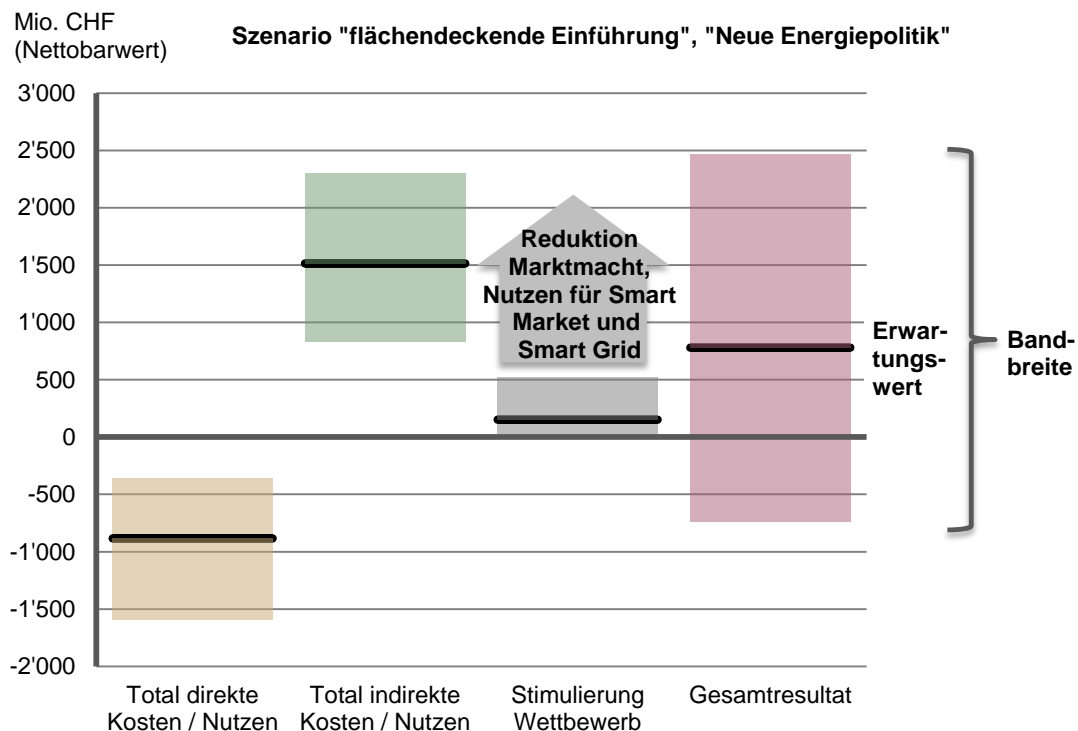 Mio. CHF
(Nettobarwert)
Szenario "flächendeckende Einführung", "Neue Energiepolitik"
3'000
2'500
2'000
1'500
1'000
500
0
-500
-1'000
-1'500
-2'000
Reduktion
Marktmacht,
Nutzen für Smart
Market und
Smart Grid
Erwar-
tungs-
wert
Band-
breite
Total direkte
Kosten / Nutzen
Total indirekte
Kosten / Nutzen
Stimulierung
Wettbewerb
Gesamtresultat